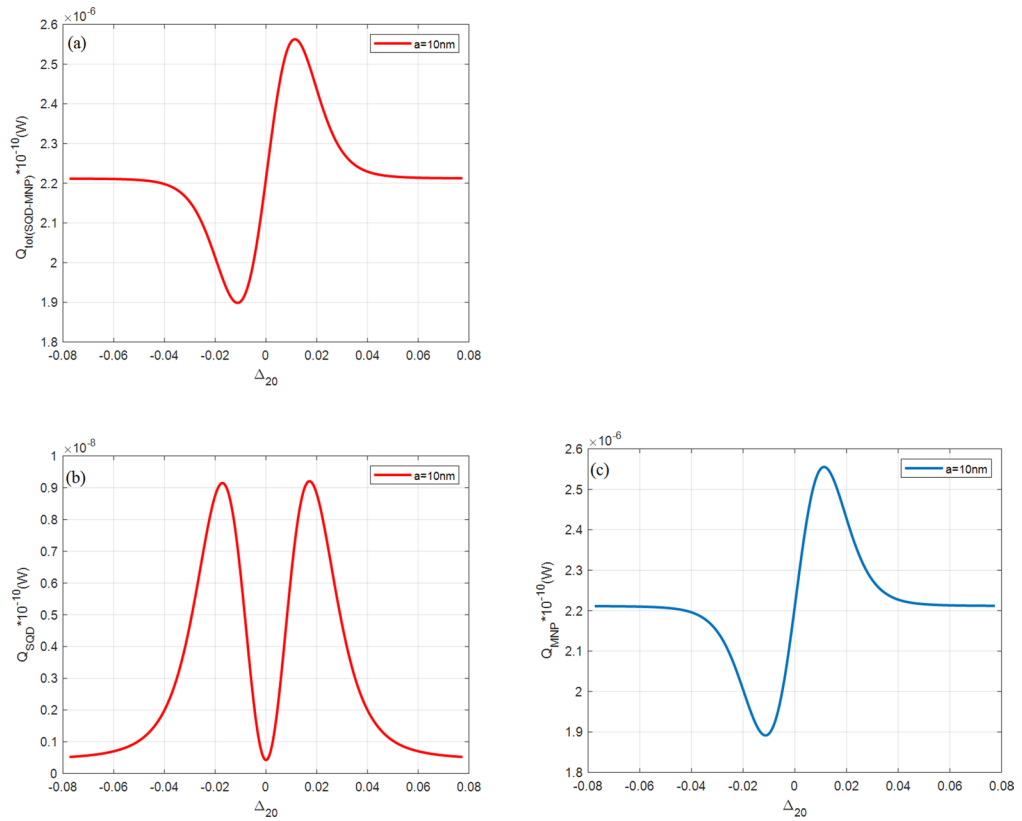 ×10^-6
(a)
a=10nm
2.6
2.5
2.4
2.3
2.2
2.1
2
1.9
1.8
Q_tot(SQD-MNP)*10^-10(W)
-0.08 -0.06 -0.04 -0.02 0 0.02 0.04 0.06 0.08
Δ_20
×10^-8
(b)
a=10nm
1
0.9
0.8
0.7
0.6
0.5
0.4
0.3
0.2
0.1
0
Q_SQD*10^-10(W)
-0.08 -0.06 -0.04 -0.02 0 0.02 0.04 0.06 0.08
Δ_20
×10^-6
(c)
a=10nm
2.6
2.5
2.4
2.3
2.2
2.1
2
1.9
1.8
Q_MNP*10^-10(W)
-0.08 -0.06 -0.04 -0.02 0 0.02 0.04 0.06 0.08
Δ_20